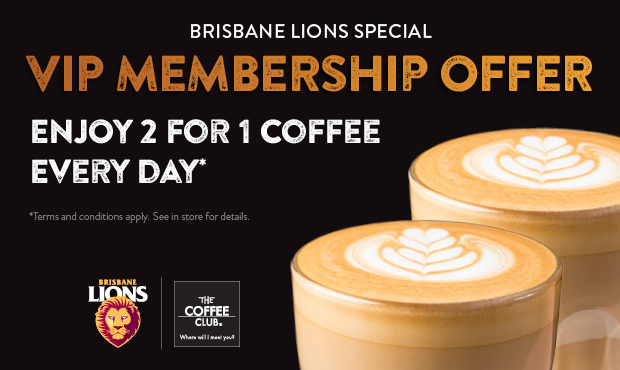 BRISBANE LIONS SPECIAL
VIP MEMBERSHIP OFFER
ENJOY 2 FOR 1 COFFEE
EVERY DAY*
*Terms and conditions apply. See in store for details.
BRISBANE
LIONS
THE
COFFEE
CLUB.
Where will I meet you?